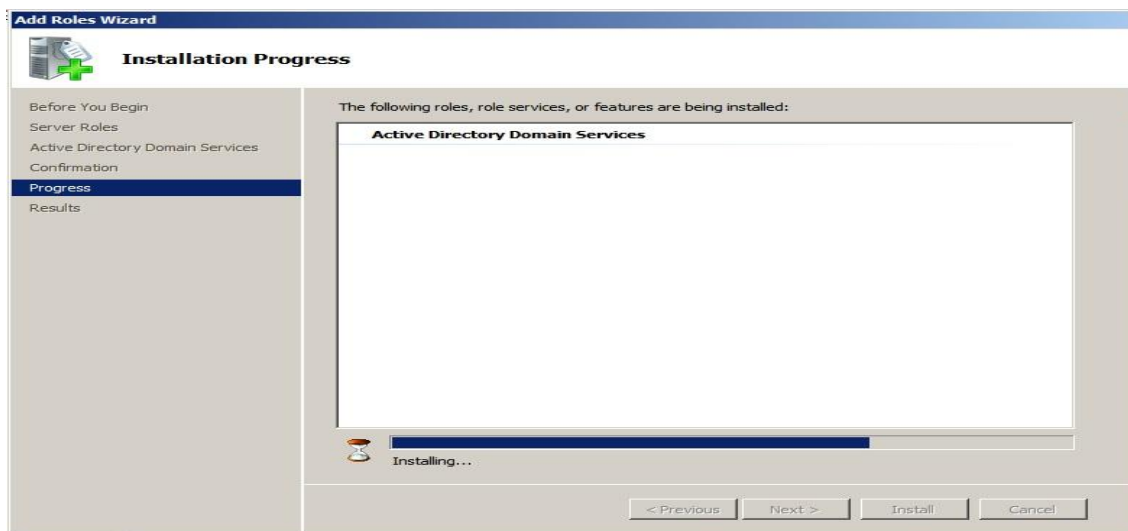 Add Roles Wizard
Installation Progress
Before You Begin
Server Roles
Active Directory Domain Services
Confirmation
Progress
Results
The following roles, role services, or features are being installed:
Active Directory Domain Services
Installing...
< Previous
Next >
Install
Cancel